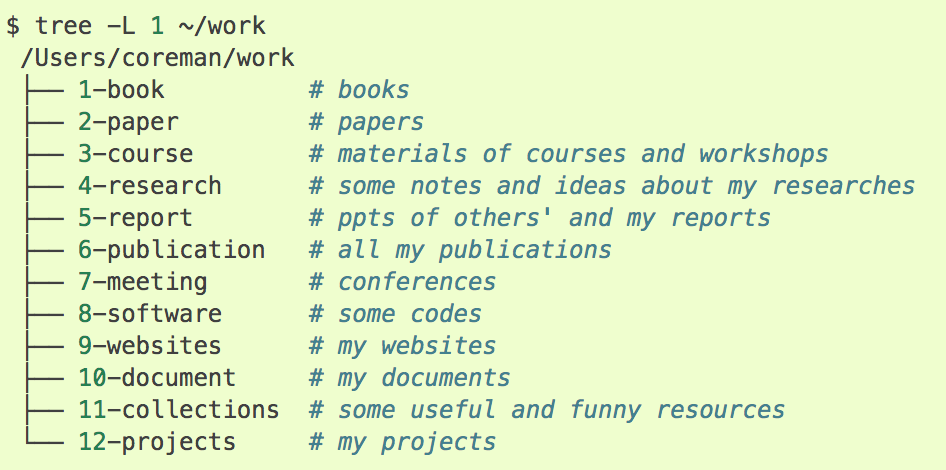 $ tree -L 1 ~/work
/Users/coreman/work
├── 1-book          # books
├── 2-paper         # papers
├── 3-course        # materials of courses and workshops
├── 4-research      # some notes and ideas about my researches
├── 5-report        # ppts of others' and my reports
├── 6-publication   # all my publications
├── 7-meeting       # conferences
├── 8-software      # some codes
├── 9-websites      # my websites
├── 10-document     # my documents
├── 11-collections  # some useful and funny resources
└── 12-projects     # my projects